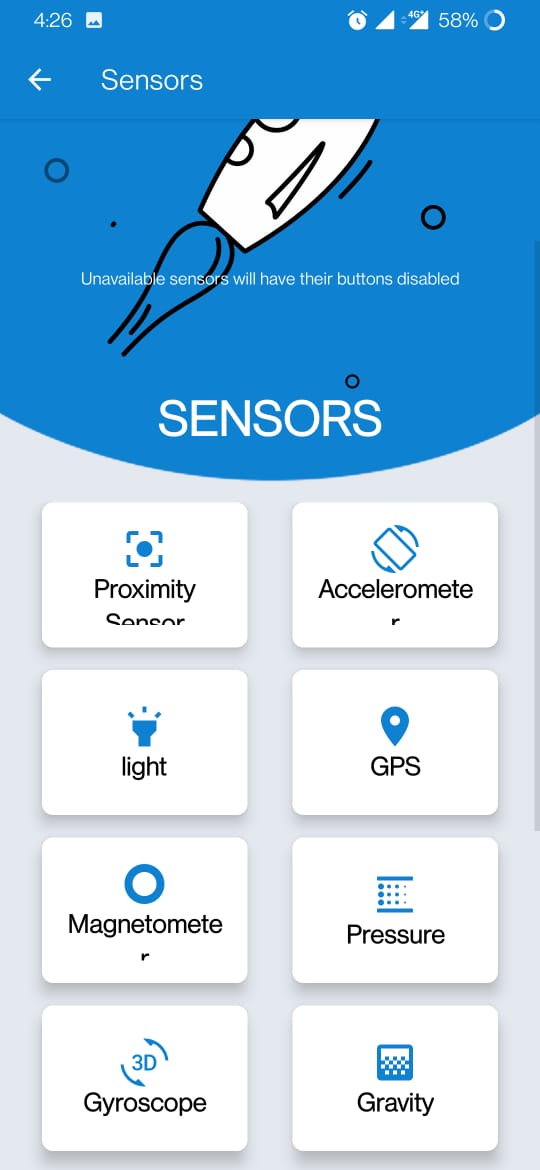 4:26
4G+
58%
Sensors
Unavailable sensors will have their buttons disabled
SENSORS
Proximity
Sensor
Acceleromete
r
light
GPS
Magnetomete
r
Pressure
3D
Gyroscope
Gravity